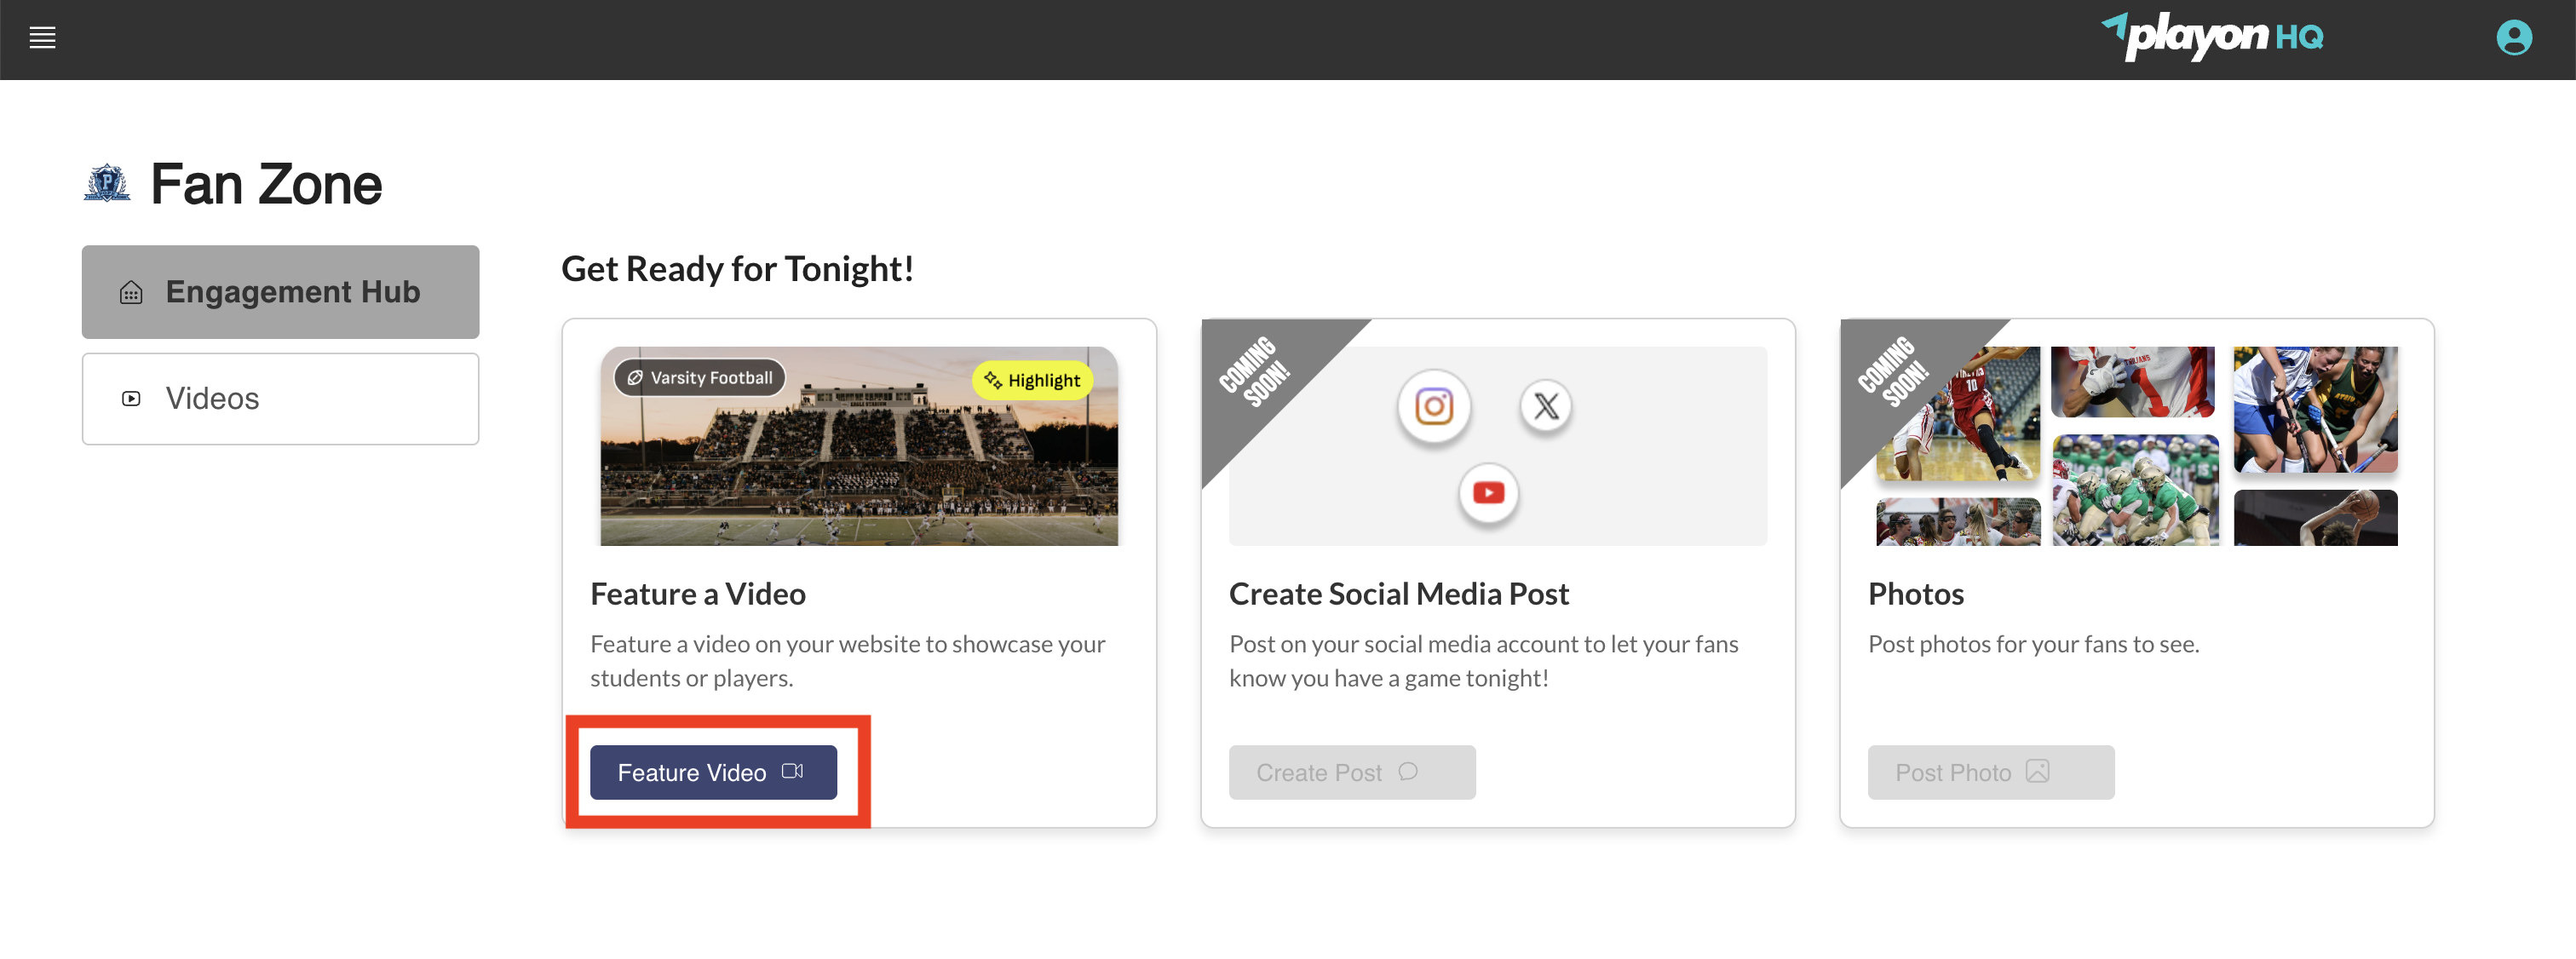 playon HQ
P
Fan Zone
Engagement Hub
Videos
Get Ready for Tonight!
Varsity Football
Highlight
Feature a Video
Feature a video on your website to showcase your
students or players.
Feature Video
COMING
SOON!
Create Social Media Post
Post on your social media account to let your fans
know you have a game tonight!
Create Post
COMING
SOON!
10
Photos
Post photos for your fans to see.
Post Photo